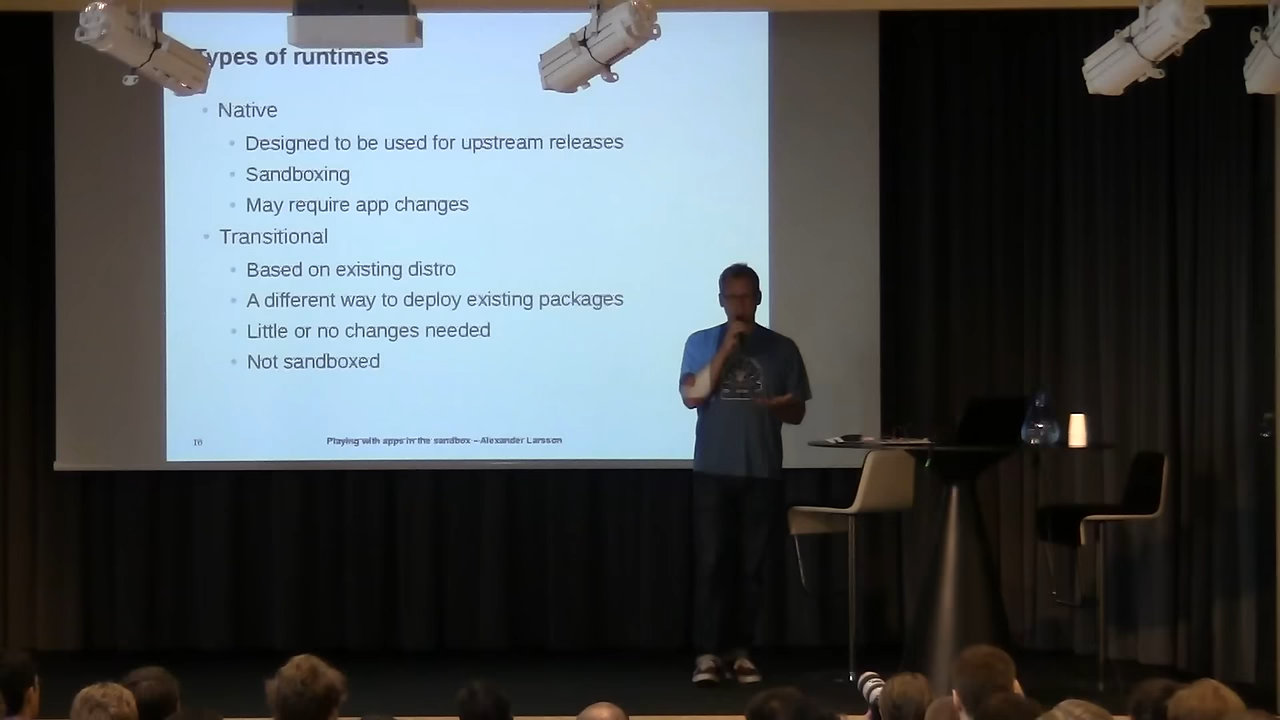 Types of runtimes
Native
Designed to be used for upstream releases
Sandboxing
May require app changes
Transitional
Based on existing distro
A different way to deploy existing packages
Little or no changes needed
Not sandboxed
10 Playing with apps in the sandbox – Alexander Larsson